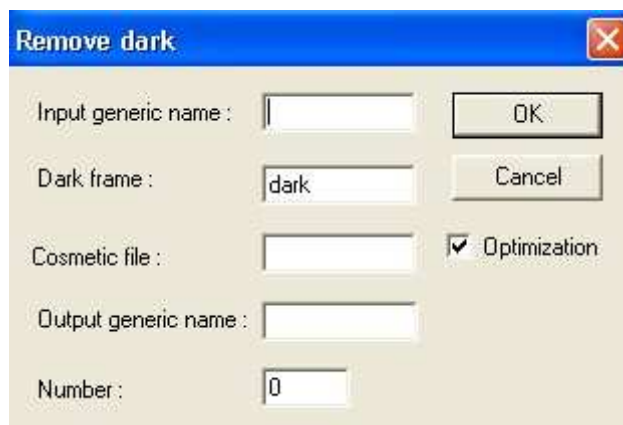 Remove dark
Input generic name :
OK
Dark frame :
dark
Cancel
Cosmetic file :
Optimization
Output generic name :
Number :
0